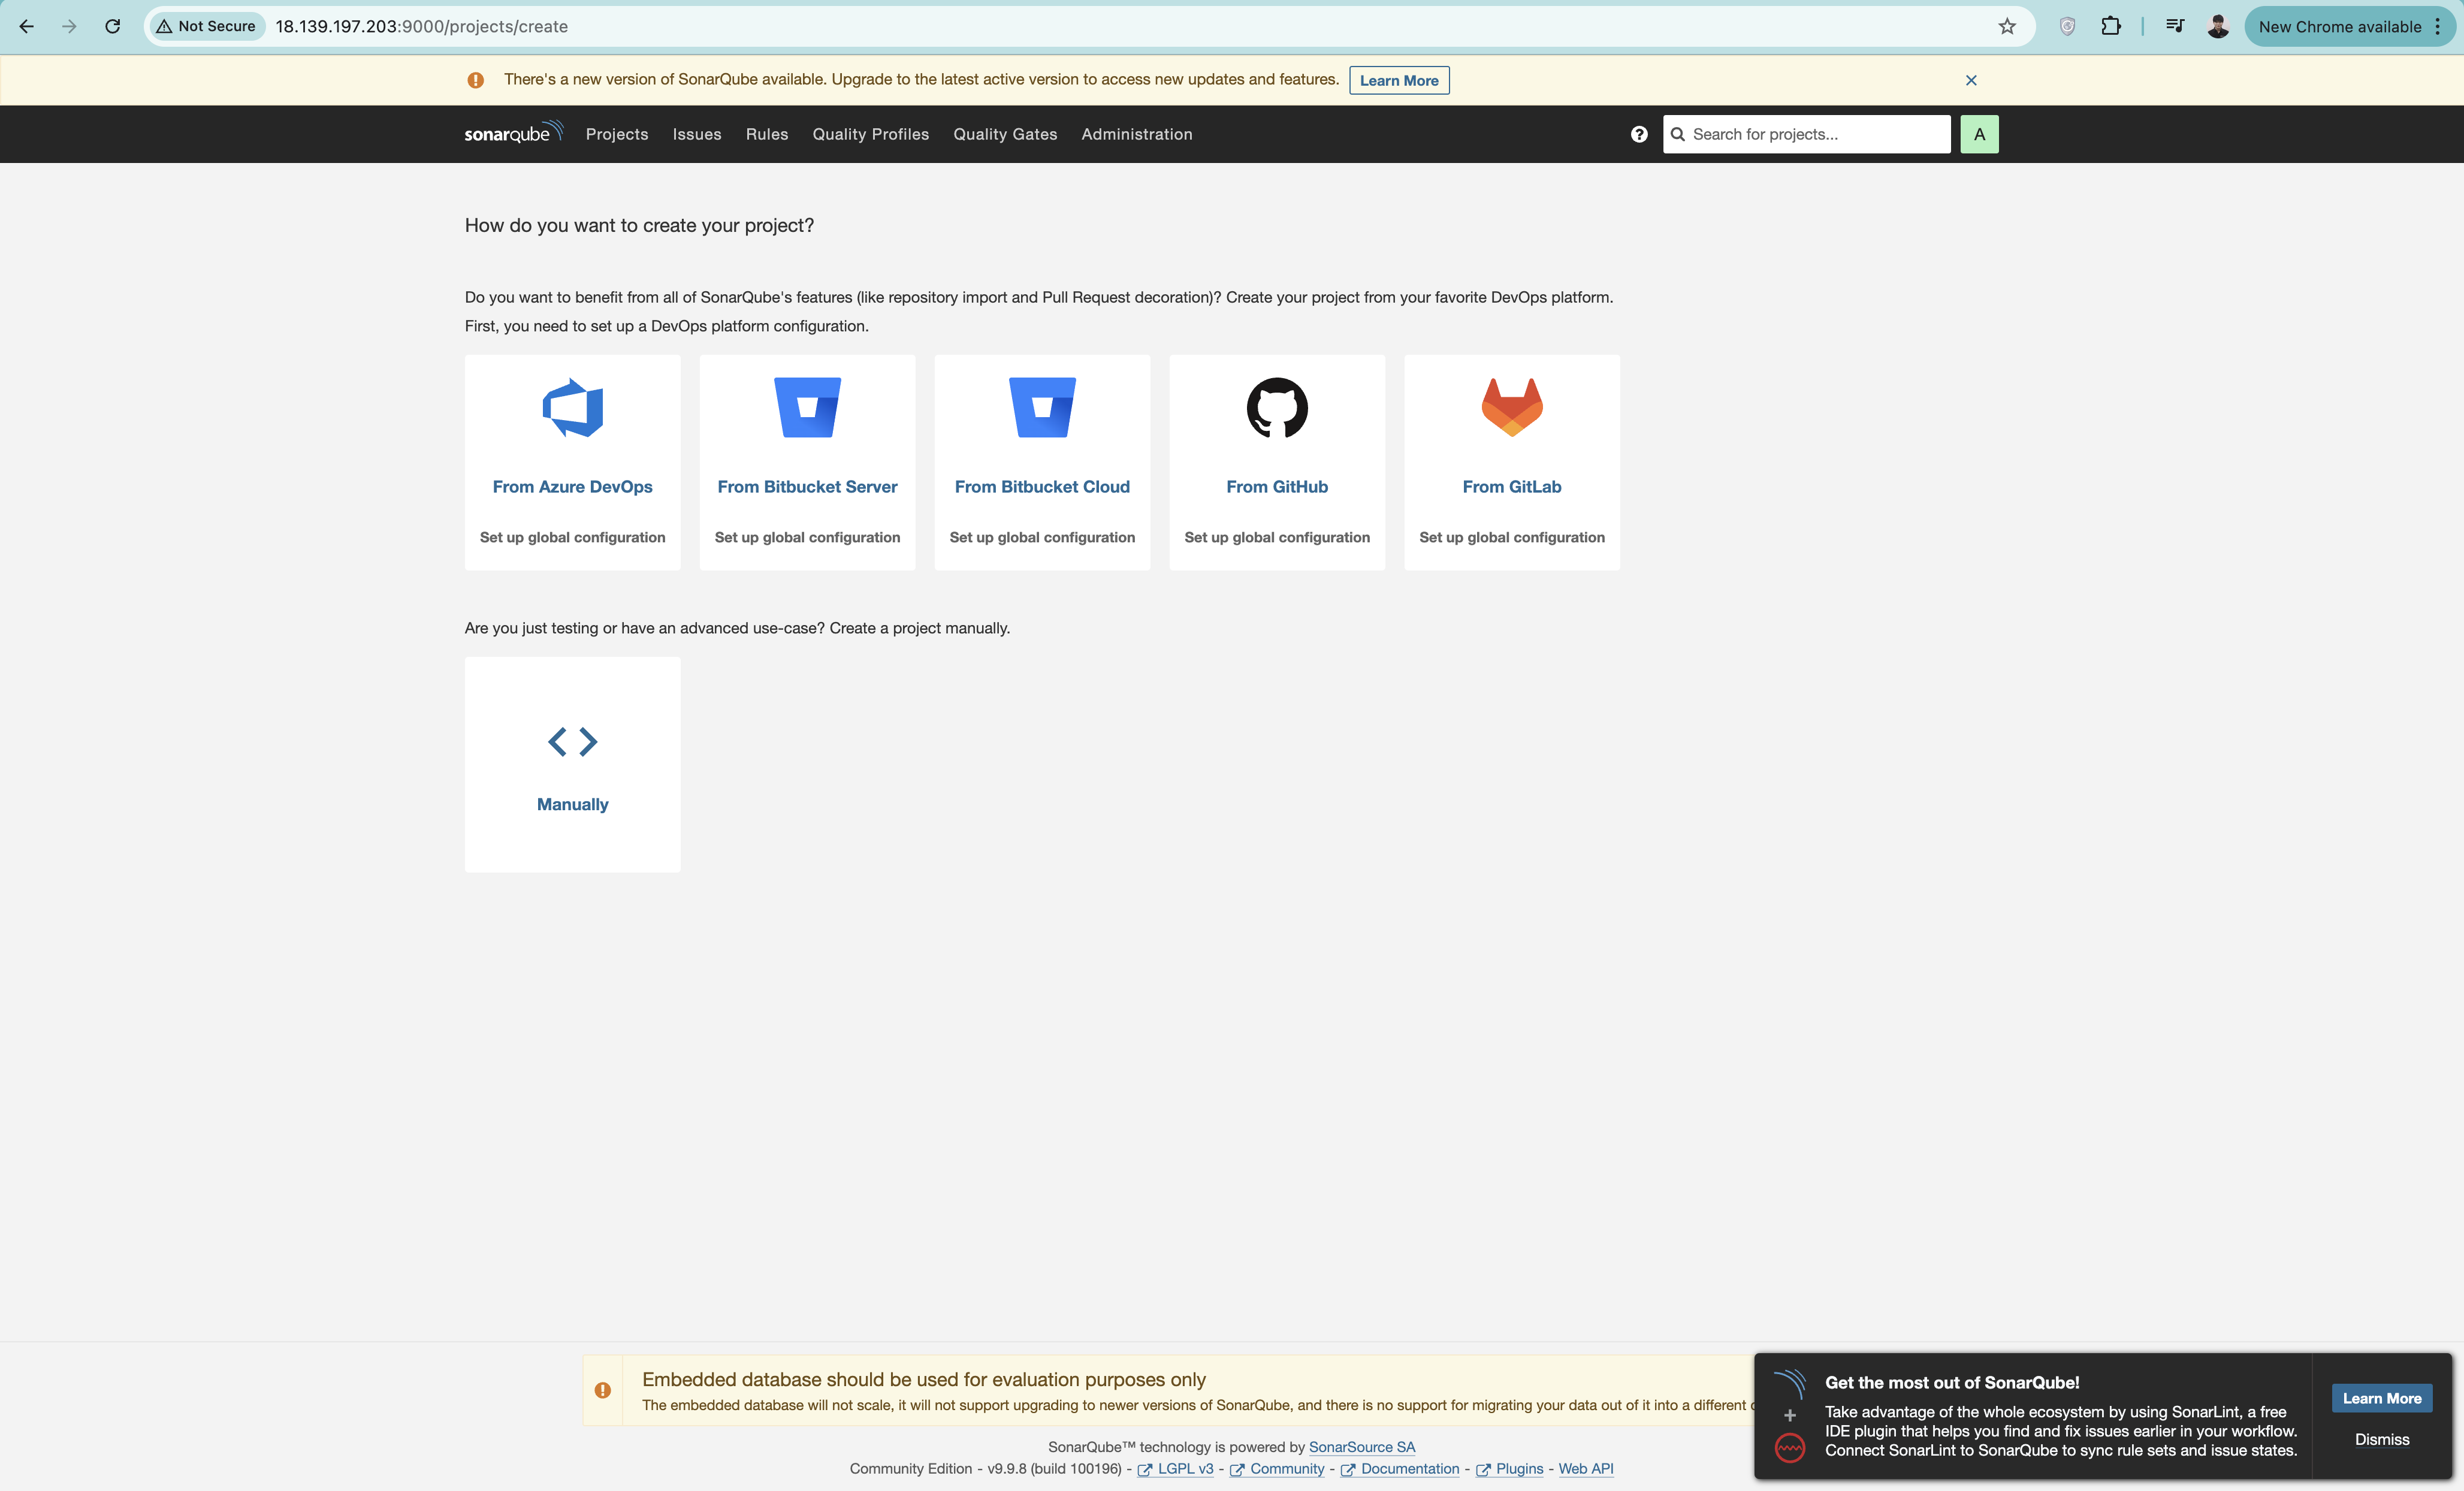 Not Secure 18.139.197.203:9000/projects/create New Chrome available
There's a new version of SonarQube available. Upgrade to the latest active version to access new updates and features. Learn More
sonarqube Projects Issues Rules Quality Profiles Quality Gates Administration ? Search for projects... A
How do you want to create your project?
Do you want to benefit from all of SonarQube's features (like repository import and Pull Request decoration)? Create your project from your favorite DevOps platform.
First, you need to set up a DevOps platform configuration.
From Azure DevOps From Bitbucket Server From Bitbucket Cloud From GitHub From GitLab
Set up global configuration Set up global configuration Set up global configuration Set up global configuration Set up global configuration
Are you just testing or have an advanced use-case? Create a project manually.
Manually
Embedded database should be used for evaluation purposes only
The embedded database will not scale, it will not support upgrading to newer versions of SonarQube, and there is no support for migrating your data out of it into a different
SonarQube™ technology is powered by SonarSource SA
Community Edition - v9.9.8 (build 100196) - LGPL v3 - Community - Documentation - Plugins - Web API
Get the most out of SonarQube!
Take advantage of the whole ecosystem by using SonarLint, a free
IDE plugin that helps you find and fix issues earlier in your workflow.
Connect SonarLint to SonarQube to sync rule sets and issue states.
Learn More
Dismiss